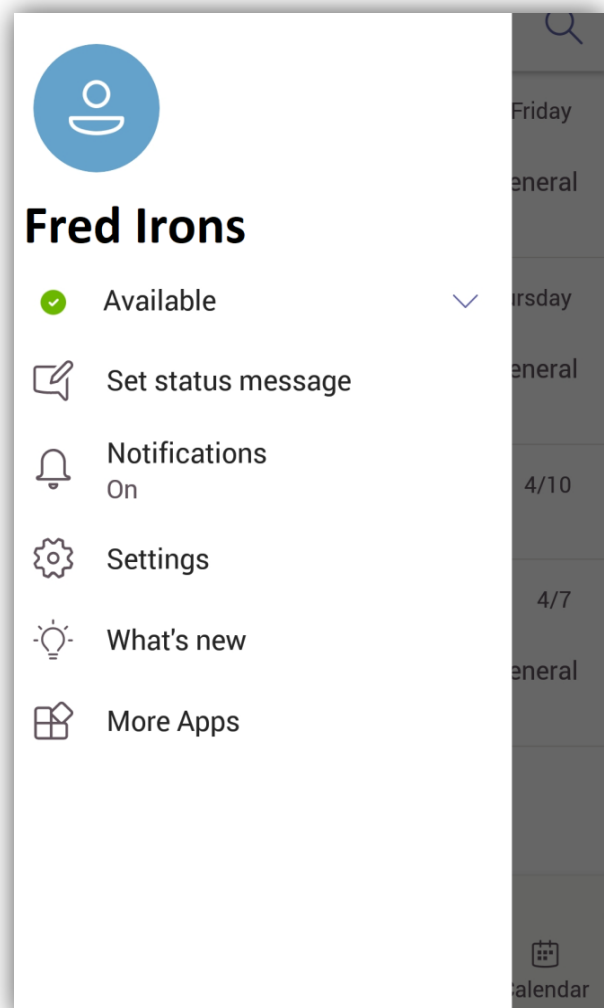 Fred Irons
Available
Set status message
Notifications
On
Settings
What's new
More Apps
Friday
eneral
ursday
eneral
4/10
4/7
eneral
alendar